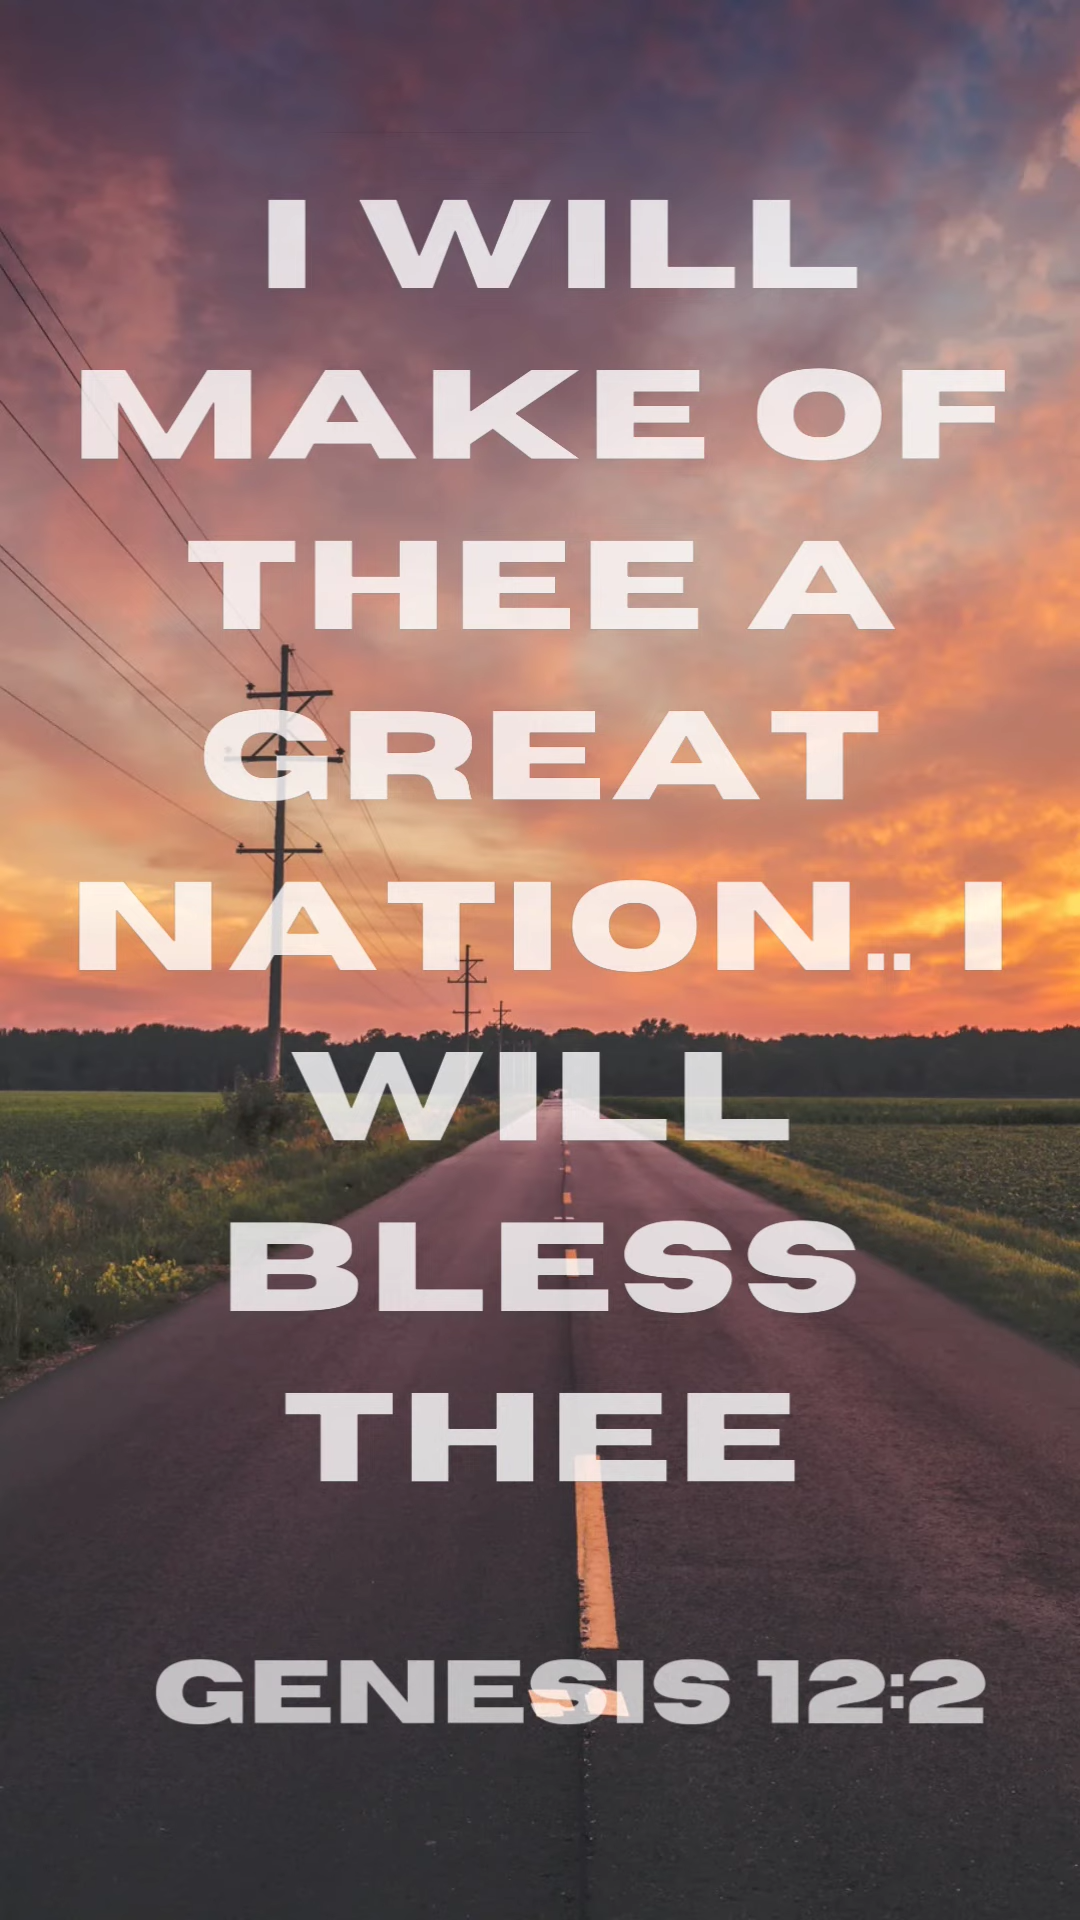 I WILL
MAKE OF
THEE A
GREAT
NATION.. I
WILL
BLESS
THEE
GENESIS 12:2